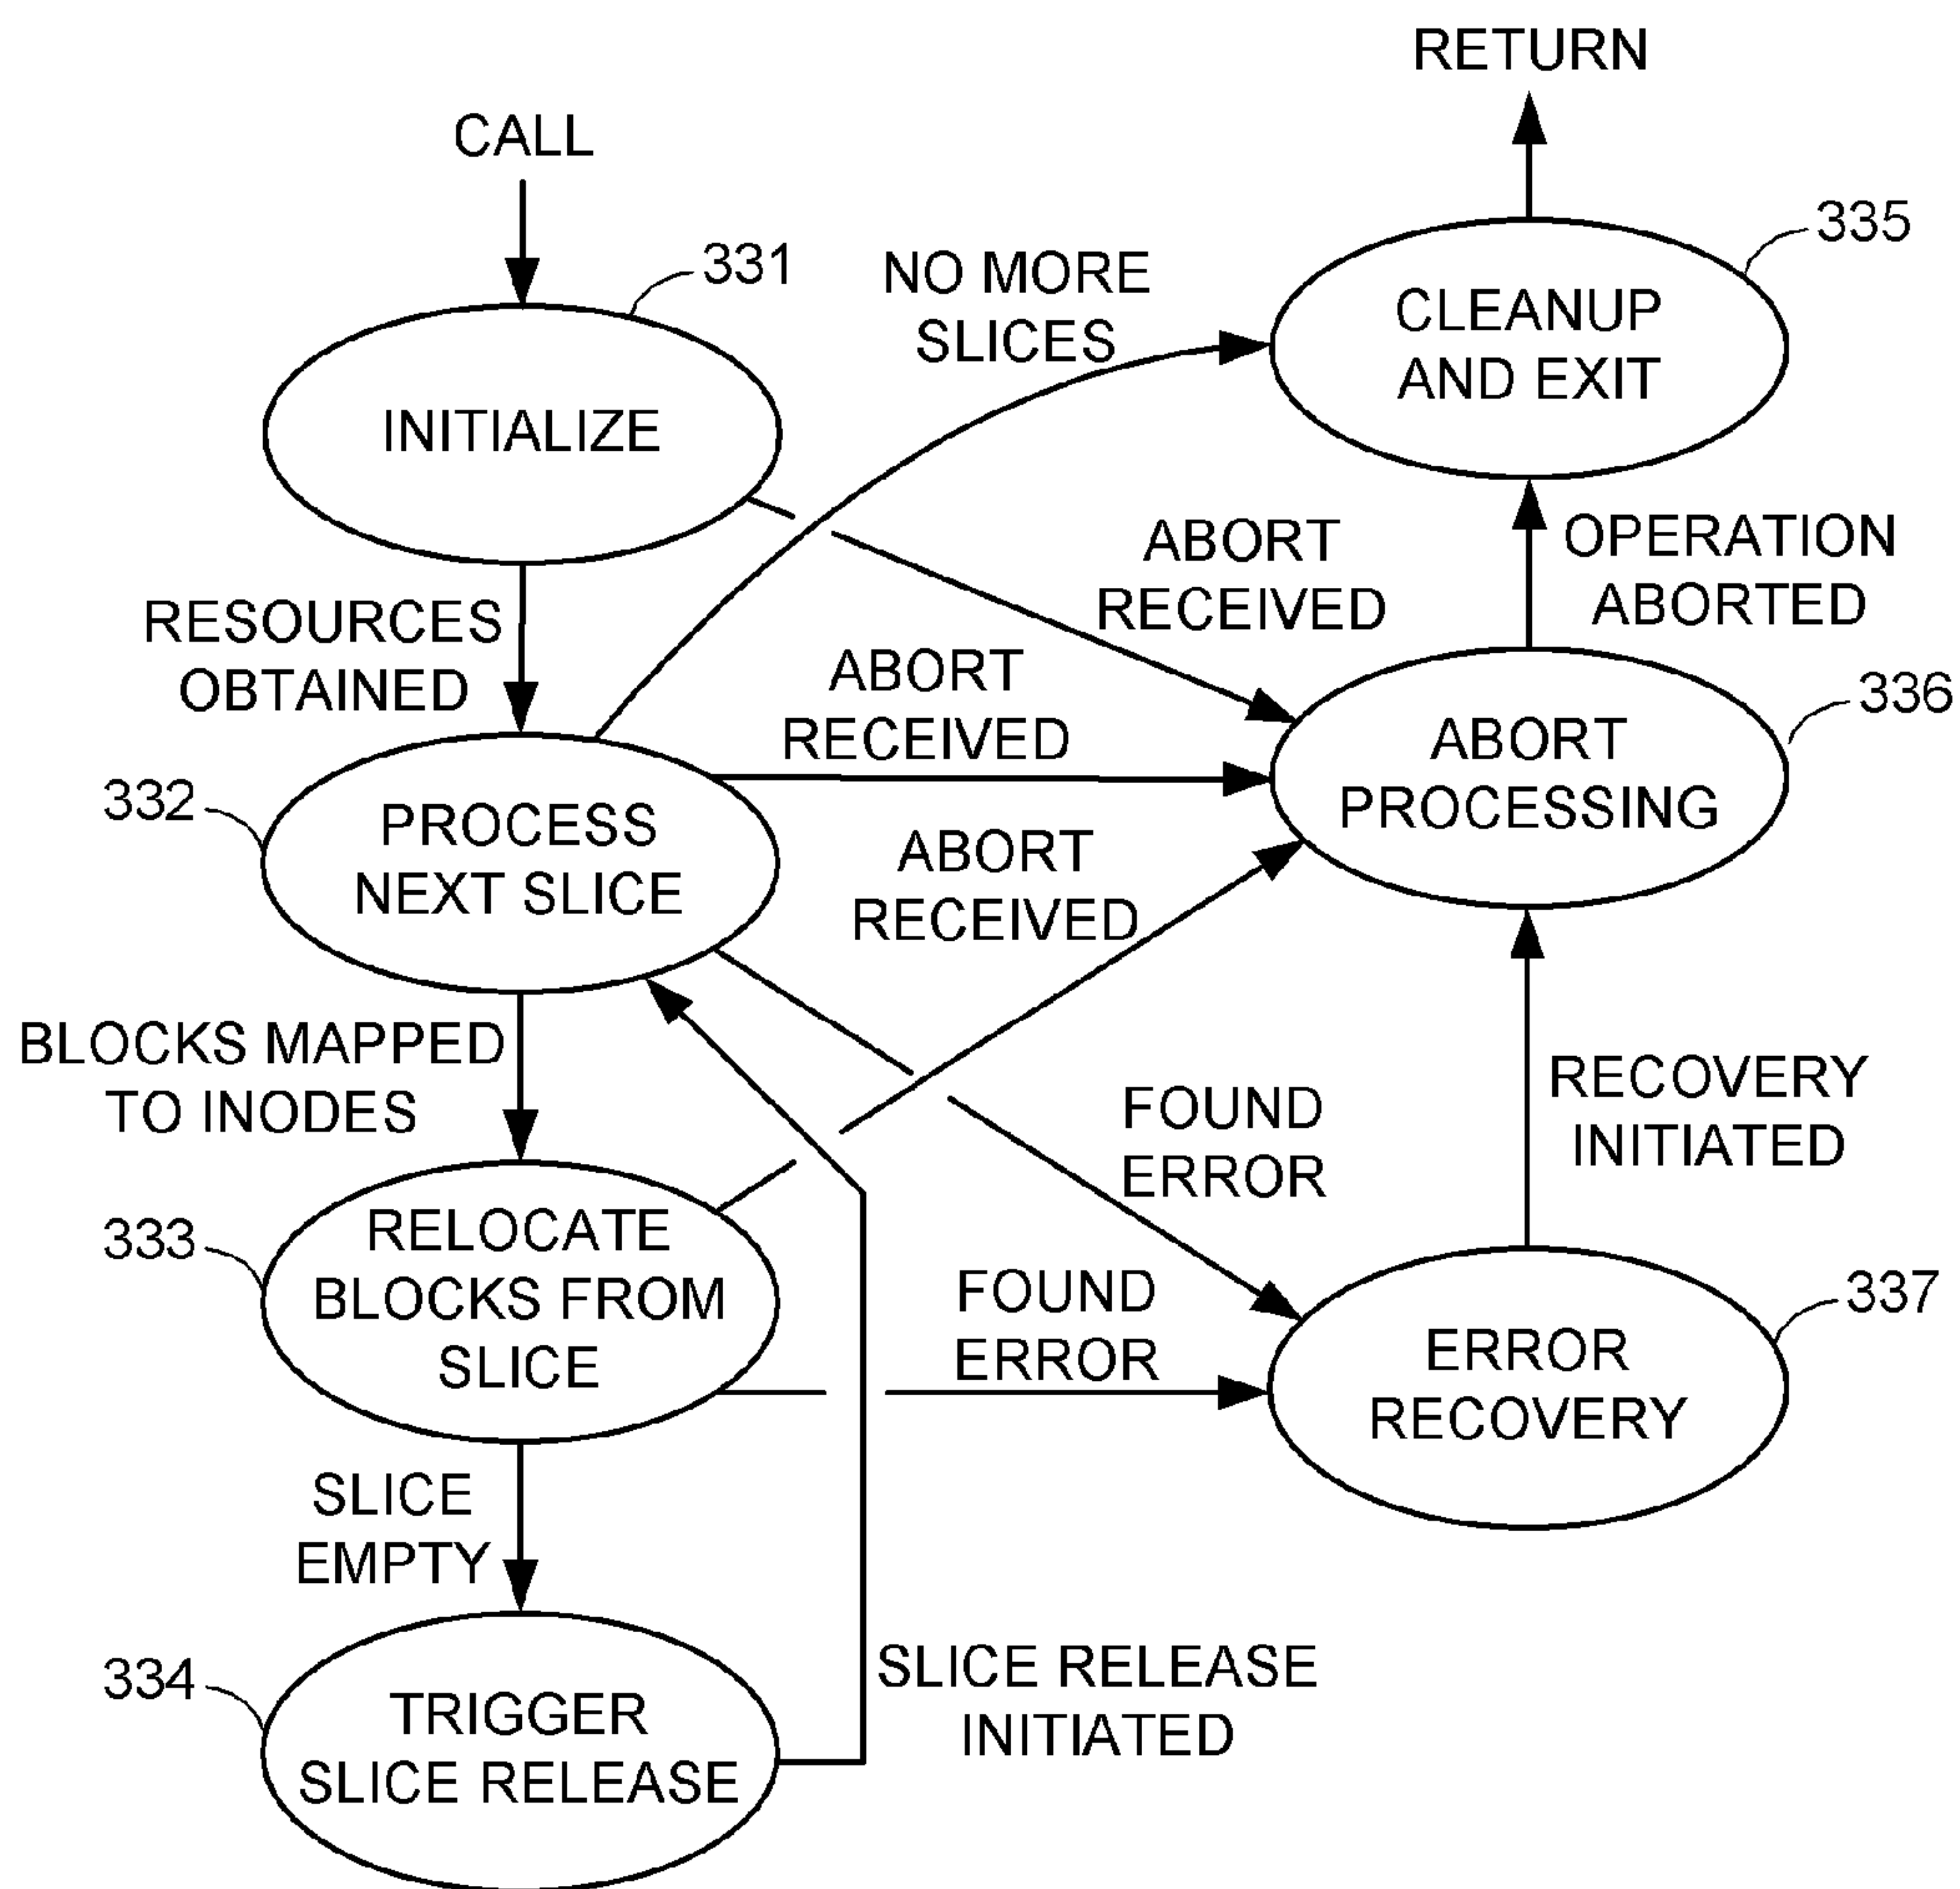 RETURN
CALL
331
335
NO MORE
SLICES
CLEANUP
AND EXIT
INITIALIZE
ABORT
RECEIVED
OPERATION
ABORTED
RESOURCES
OBTAINED
ABORT
RECEIVED
336
ABORT
PROCESSING
332
PROCESS
NEXT SLICE
ABORT
RECEIVED
BLOCKS MAPPED
TO INODES
FOUND
ERROR
RECOVERY
INITIATED
333
RELOCATE
BLOCKS FROM
SLICE
FOUND
ERROR
337
ERROR
RECOVERY
SLICE
EMPTY
334
TRIGGER
SLICE RELEASE
SLICE RELEASE
INITIATED